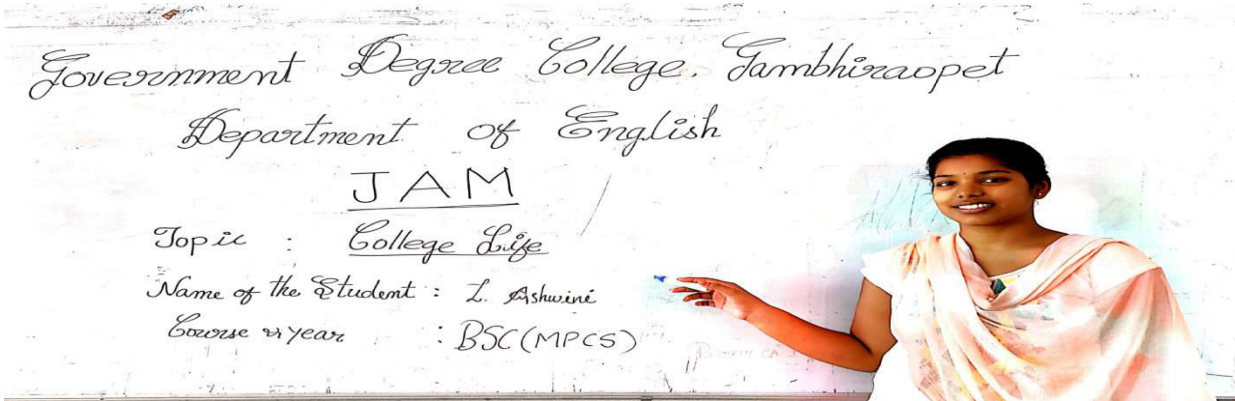 Government Degree College, Gambhiraopet
Department of English
JAM
Topic : College Life
Name of the Student : L. Ashwini
Course & year : BSC (MPCS)